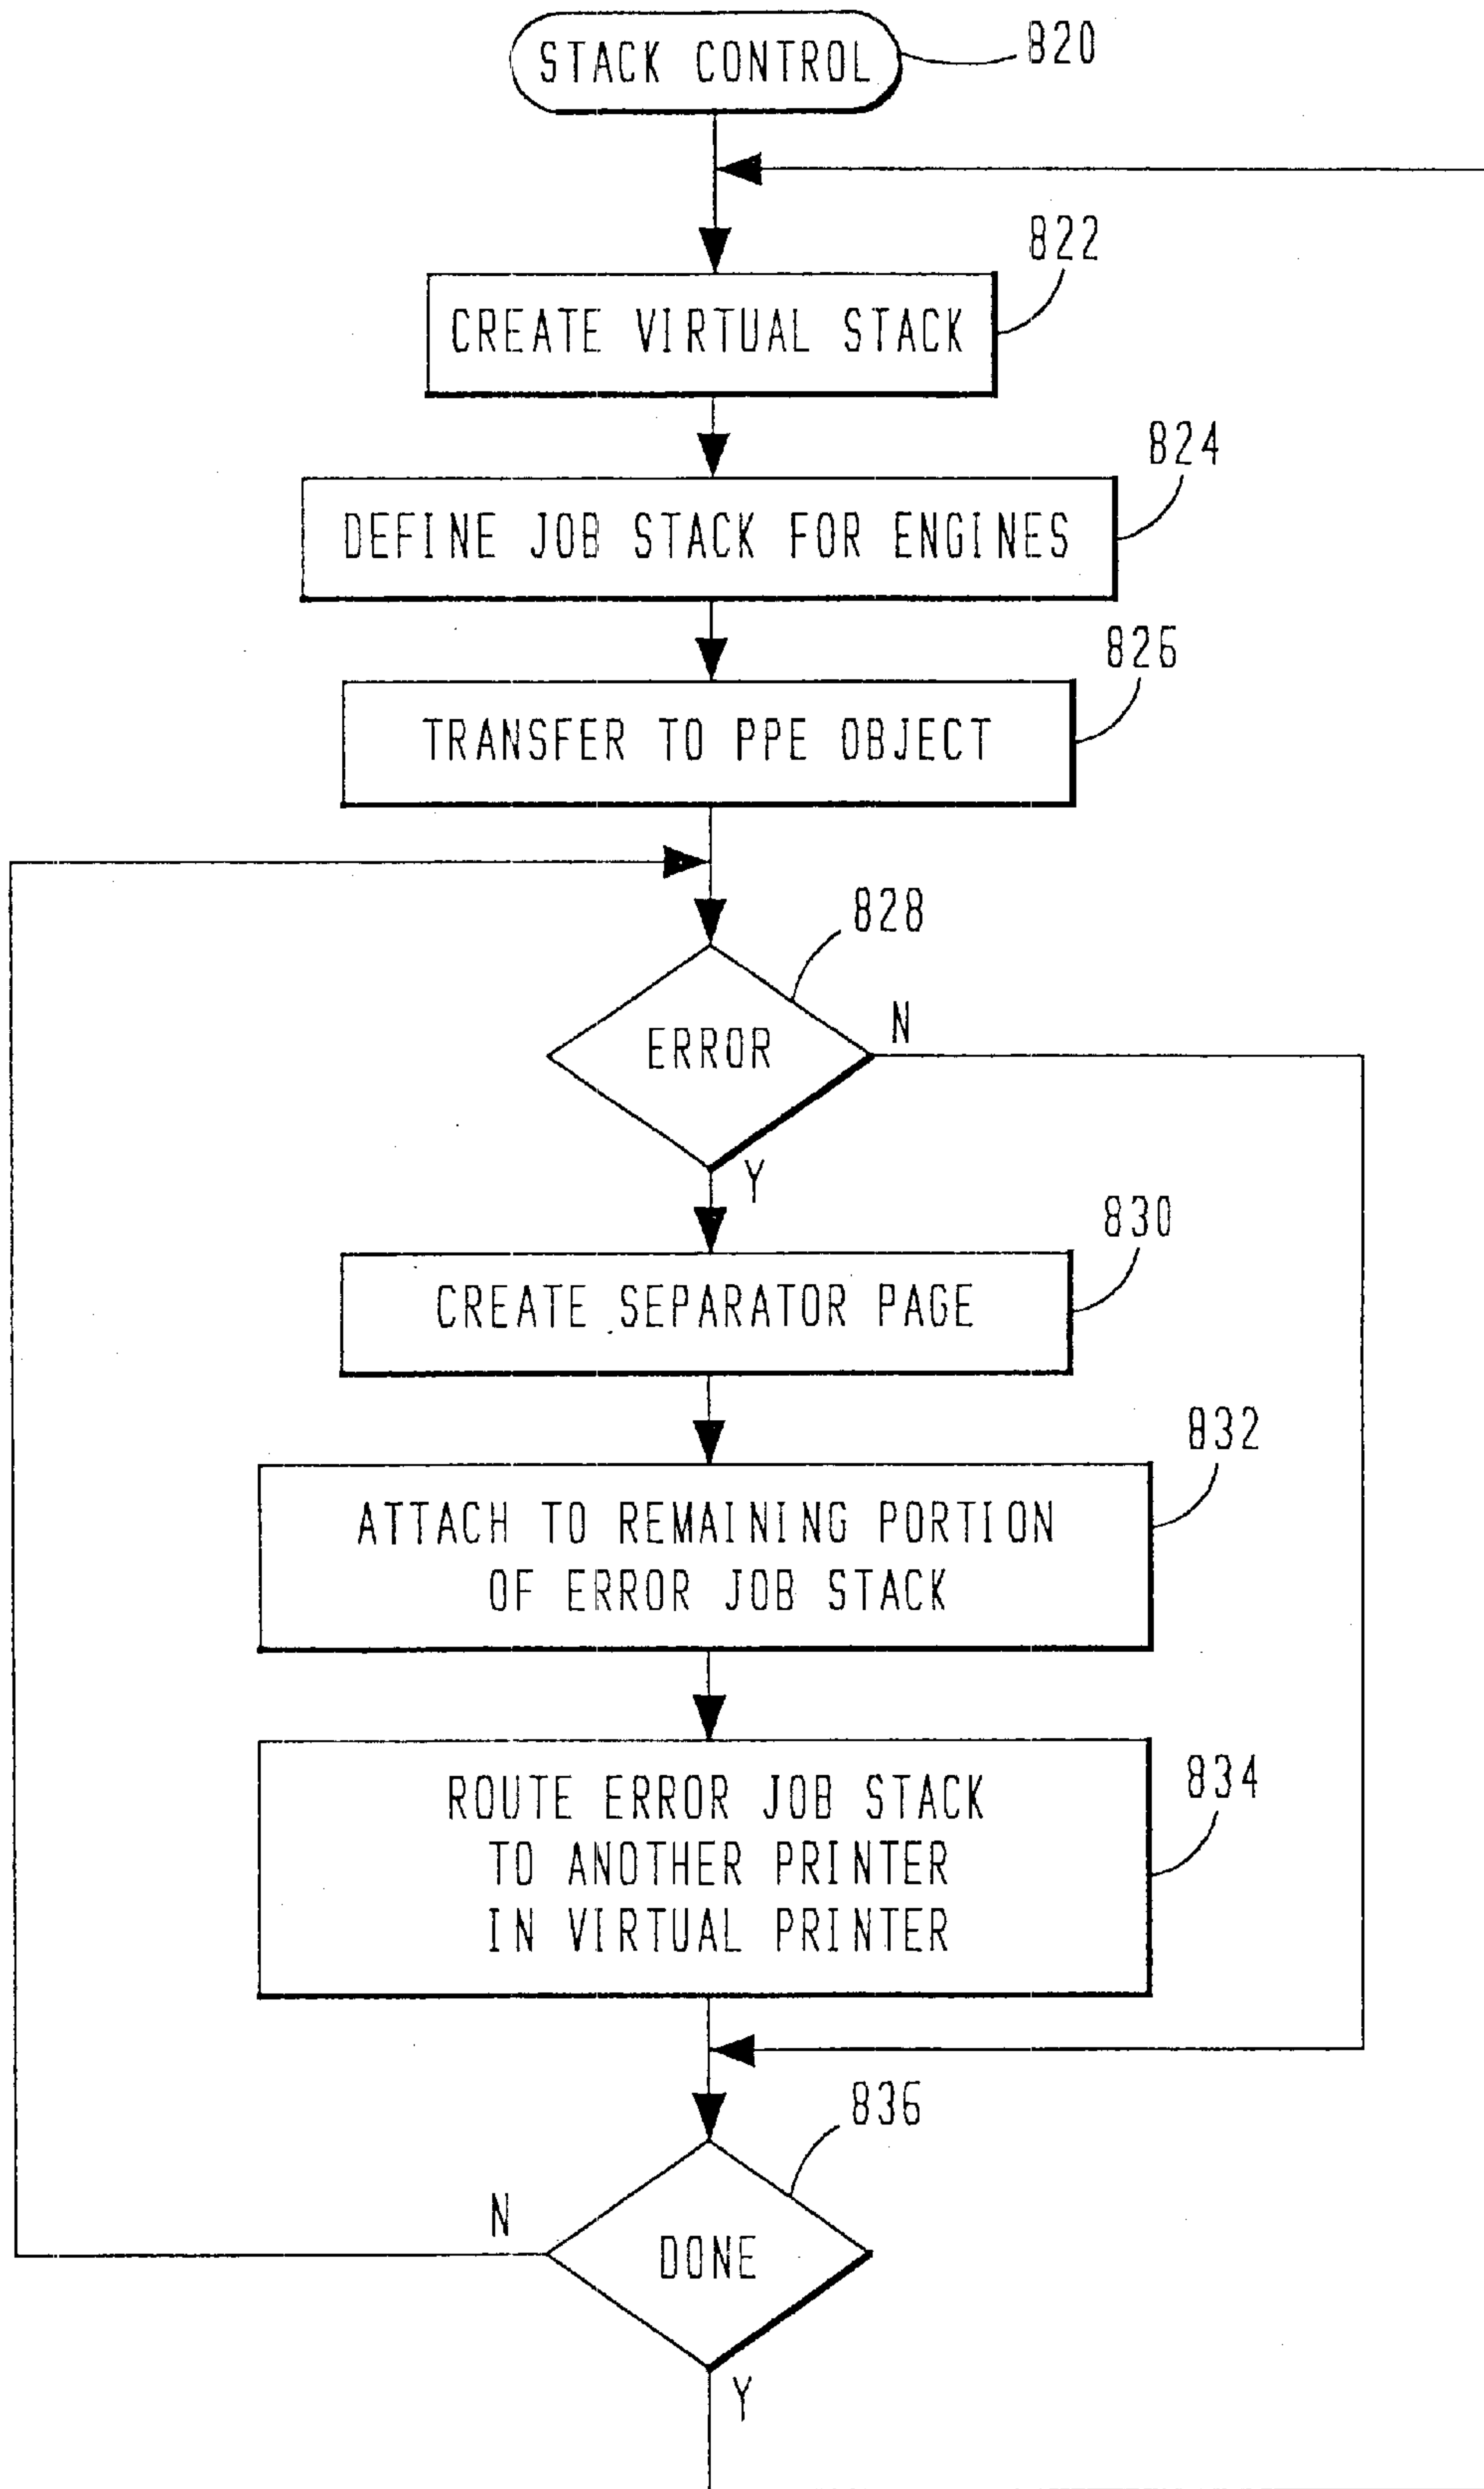 STACK CONTROL
820
822
CREATE VIRTUAL STACK
824
DEFINE JOB STACK FOR ENGINES
826
TRANSFER TO PPE OBJECT
828
ERROR
N
Y
830
CREATE SEPARATOR PAGE
832
ATTACH TO REMAINING PORTION
OF ERROR JOB STACK
834
ROUTE ERROR JOB STACK
TO ANOTHER PRINTER
IN VIRTUAL PRINTER
836
N
DONE
Y